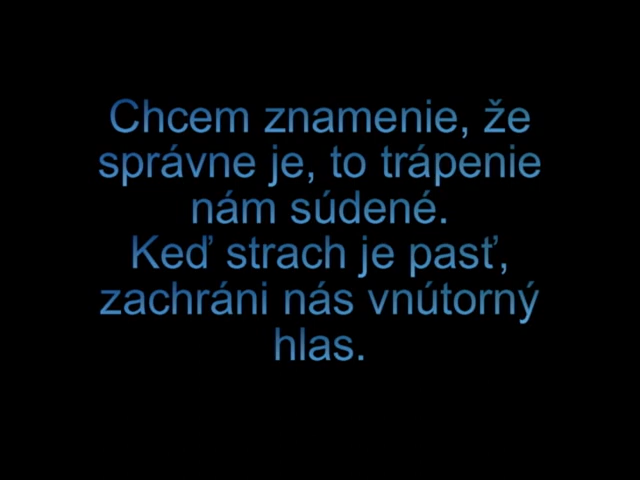 Chcem znamenie, že
správne je, to trápenie
nám súdené.
Keď strach je pasť,
zachráni nás vnútorný
hlas.